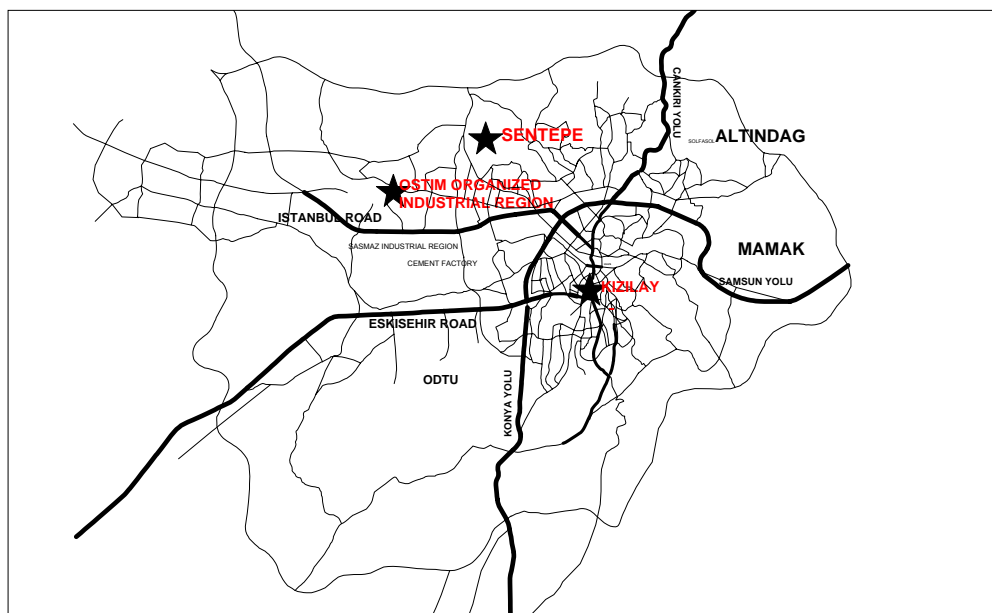 CANKIRI YOLU
SENTEPE
SOLFASOL
ALTINDAG
OSTIM ORGANIZED
INDUSTRIAL REGION
ISTANBUL ROAD
SASMAZ INDUSTRIAL REGION
CEMENT FACTORY
MAMAK
SAMSUN YOLU
KIZILAY
ESKISEHIR ROAD
ODTU
KONYA YOLU